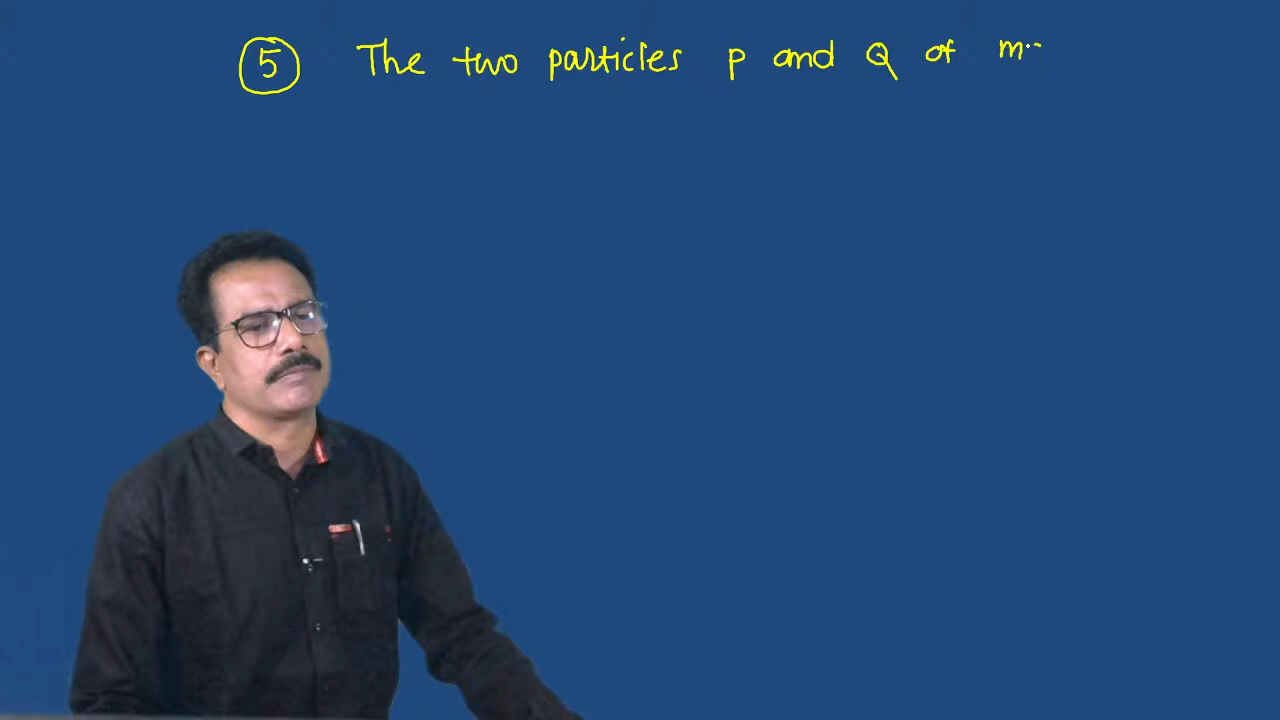 ⑤ The two particles P and Q of m